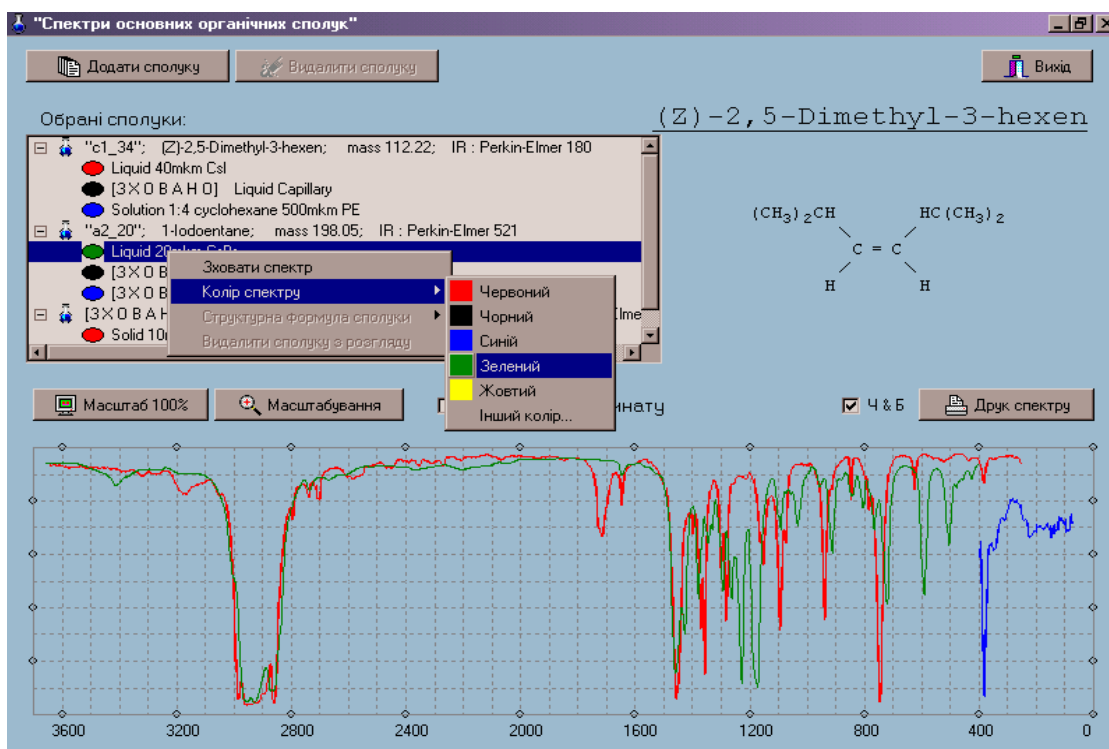 "Спектри основних органічних сполук"
Додати сполуку Видалити сполуку Вихід
Обрані сполуки:
(Z)-2,5-Dimethyl-3-hexen
"c1_34"; (Z)-2,5-Dimethyl-3-hexen; mass 112.22; IR : Perkin-Elmer 180
Liquid 40mkm CsI
[З Х О В А Н О] Liquid Capillary
Solution 1:4 cyclohexane 500mkm PE
"a2_20"; 1-Iodoentane; mass 198.05; IR : Perkin-Elmer 521
Liquid 20mkm
[З Х О В
[З Х О В
[З Х О В А Н
Solid 10
Зховати спектр
Колір спектру
Структурна формула сполуки
Видалити сполуку з розгляду
Червоний
Чорний
Синій
Зелений
Жовтий
Інший колір...
(CH3)2CH HC(CH3)2
C = C
H H
Масштаб 100% Масштабування Ч & Б Друк спектру
3600 2800 2400 2000 1600 1200 800 400 0